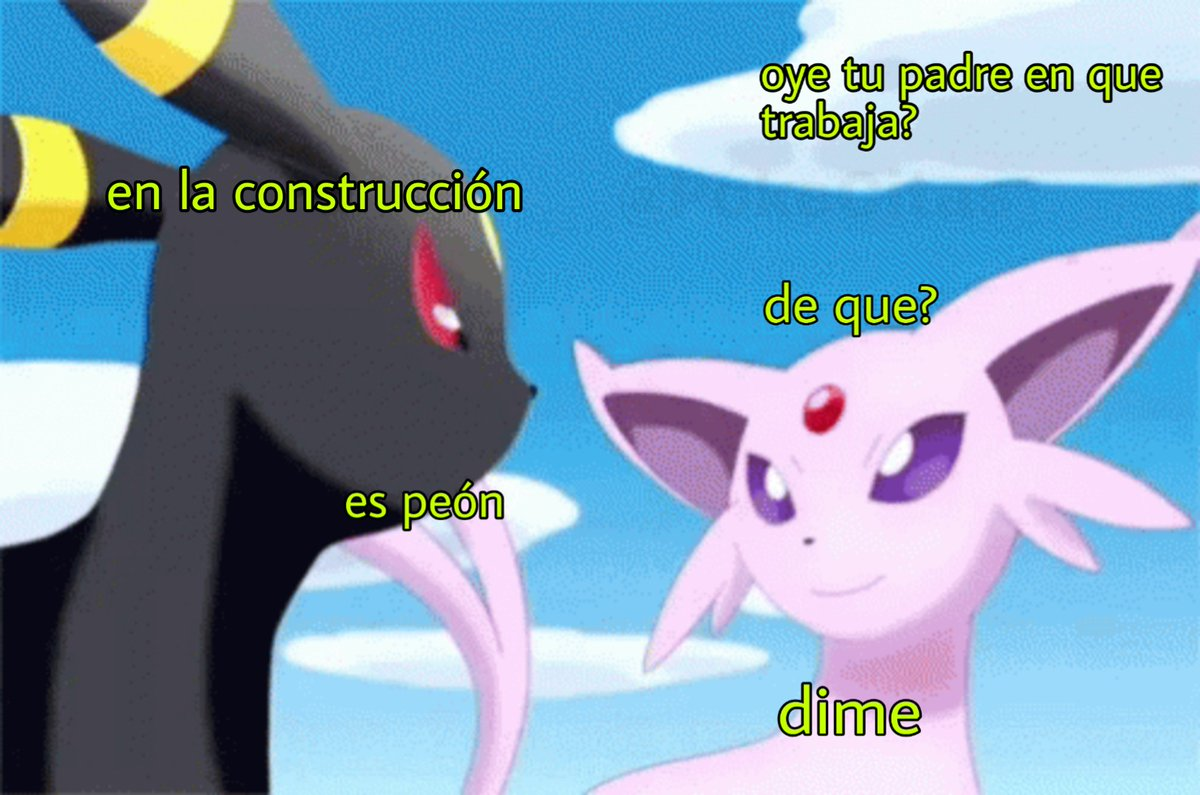 oye tu padre en que
trabaja?
en la construcción
de que?
es peón
dime